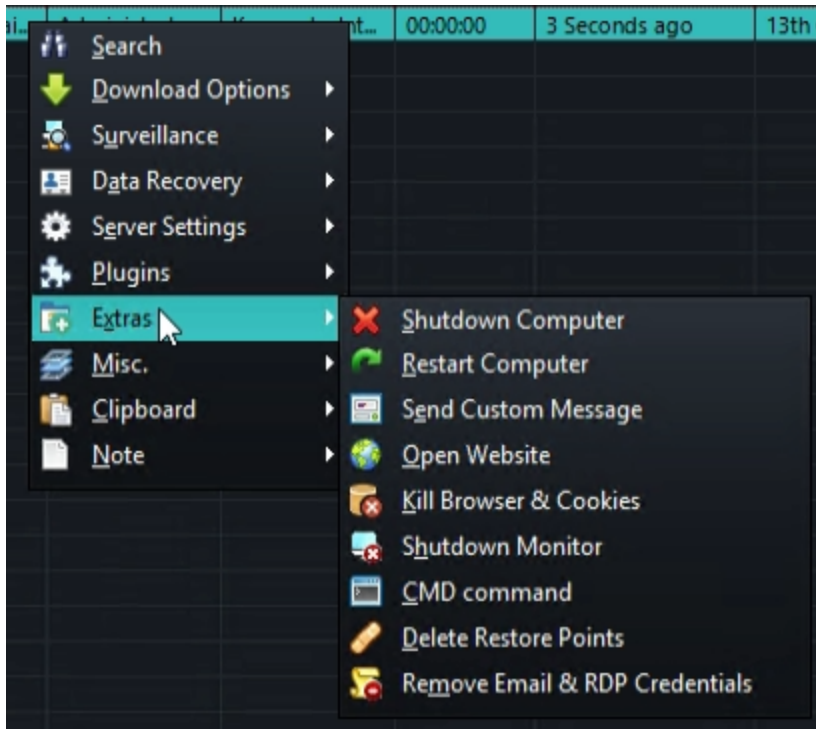 00:00:00 3 Seconds ago 13th
Search
Download Options
Surveillance
Data Recovery
Server Settings
Plugins
Extras
Misc.
Clipboard
Note
Shutdown Computer
Restart Computer
Send Custom Message
Open Website
Kill Browser & Cookies
Shutdown Monitor
CMD command
Delete Restore Points
Remove Email & RDP Credentials